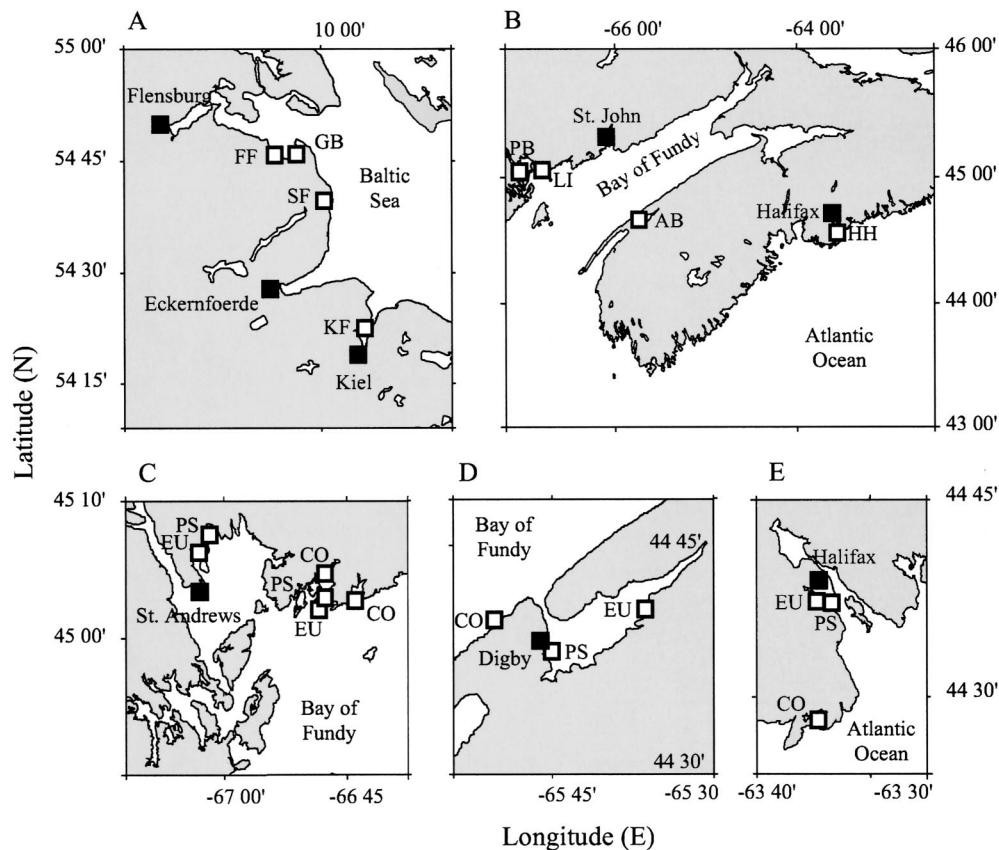 A
10 00'
55 00'
Flensburg
FF
GB
54 45'
SF
Baltic
Sea
54 30'
Eckernfoerde
KF
54 15'
Kiel
B
-66 00'
-64 00'
46 00'
St. John
PB
LI
Bay of Fundy
45 00'
AB
Halifax
HH
44 00'
Atlantic
Ocean
43 00'
Latitude (N)
C
45 10'
PS
EU
CO
PS
St. Andrews
CO
EU
45 00'
Bay of
Fundy
-67 00'
-66 45'
D
Bay of
Fundy
44 45'
CO
EU
Digby
PS
44 30'
-65 45'
-65 30'
E
44 45'
Halifax
EU
PS
44 30'
CO
Atlantic
Ocean
-63 40'
-63 30'
Longitude (E)